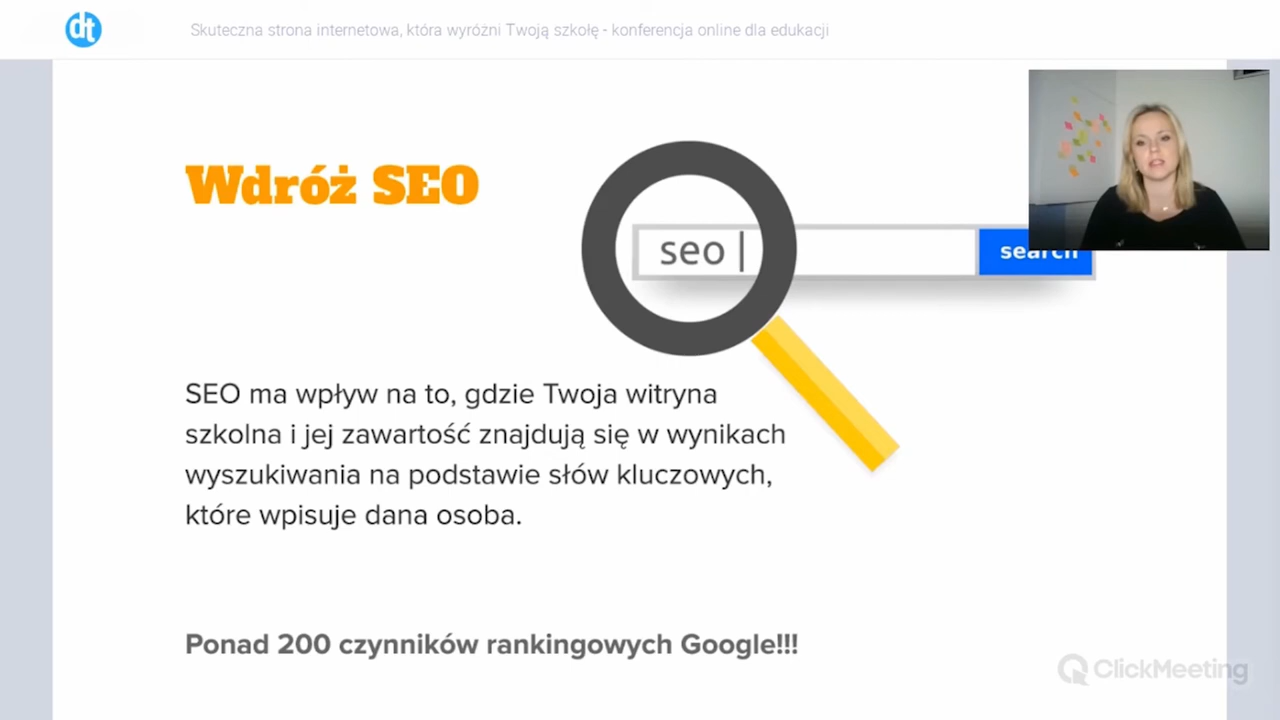 dt
Skuteczna strona internetowa, która wyróżni Twoją szkołę - konferencja online dla edukacji
Wdróż SEO
seo |
search
SEO ma wpływ na to, gdzie Twoja witryna
szkolna i jej zawartość znajdują się w wynikach
wyszukiwania na podstawie słów kluczowych,
które wpisuje dana osoba.
Ponad 200 czynników rankingowych Google!!!
ClickMeeting